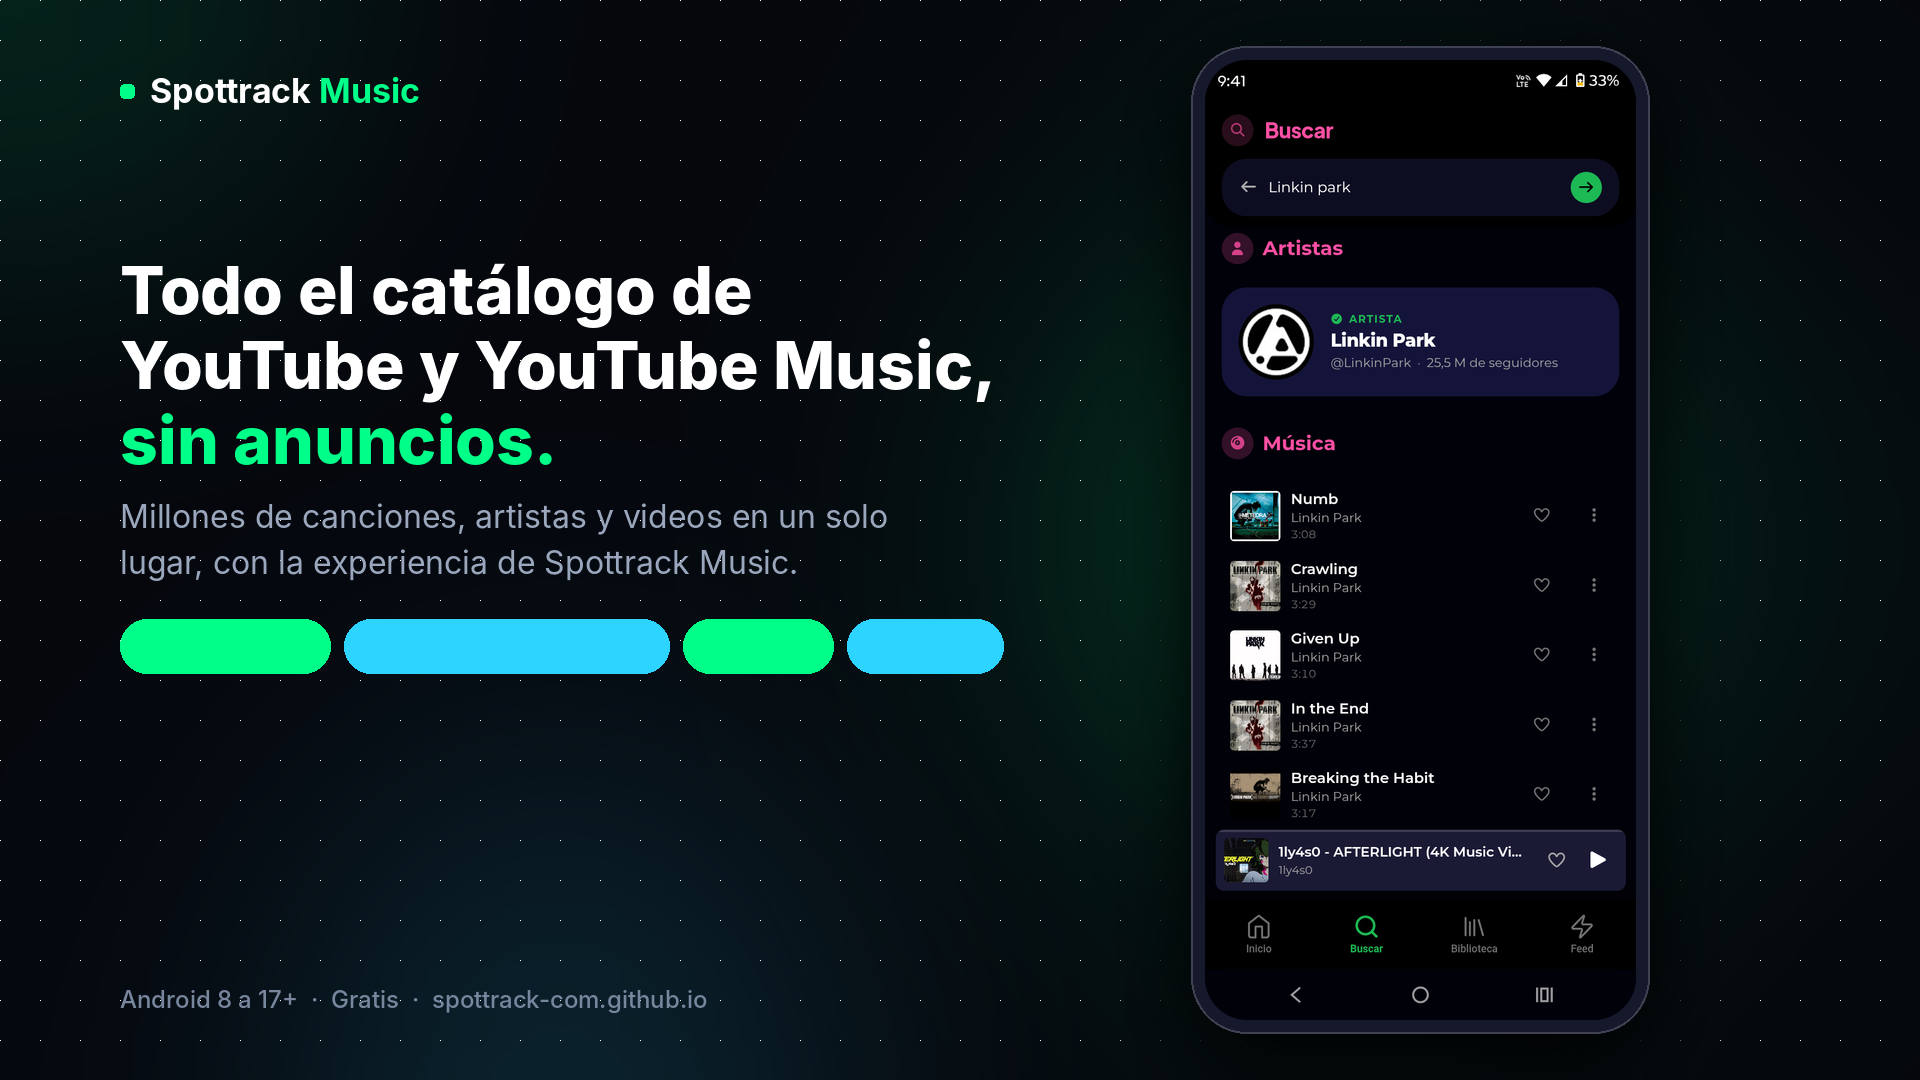 Spottrack Music
Todo el catálogo de
YouTube y YouTube Music,
sin anuncios.
Millones de canciones, artistas y videos en un solo
lugar, con la experiencia de Spottrack Music.
Android 8 a 17+ · Gratis · spottrack-com.github.io
9:41
VoLTE
33%
Buscar
Linkin park
Artistas
ARTISTA
Linkin Park
@LinkinPark · 25,5 M de seguidores
Música
Numb
Linkin Park
3:08
Crawling
Linkin Park
3:29
Given Up
Linkin Park
3:10
In the End
Linkin Park
3:37
Breaking the Habit
Linkin Park
3:17
1ly4s0 - AFTERLIGHT (4K Music Vi...
1ly4s0
Inicio
Buscar
Biblioteca
Feed